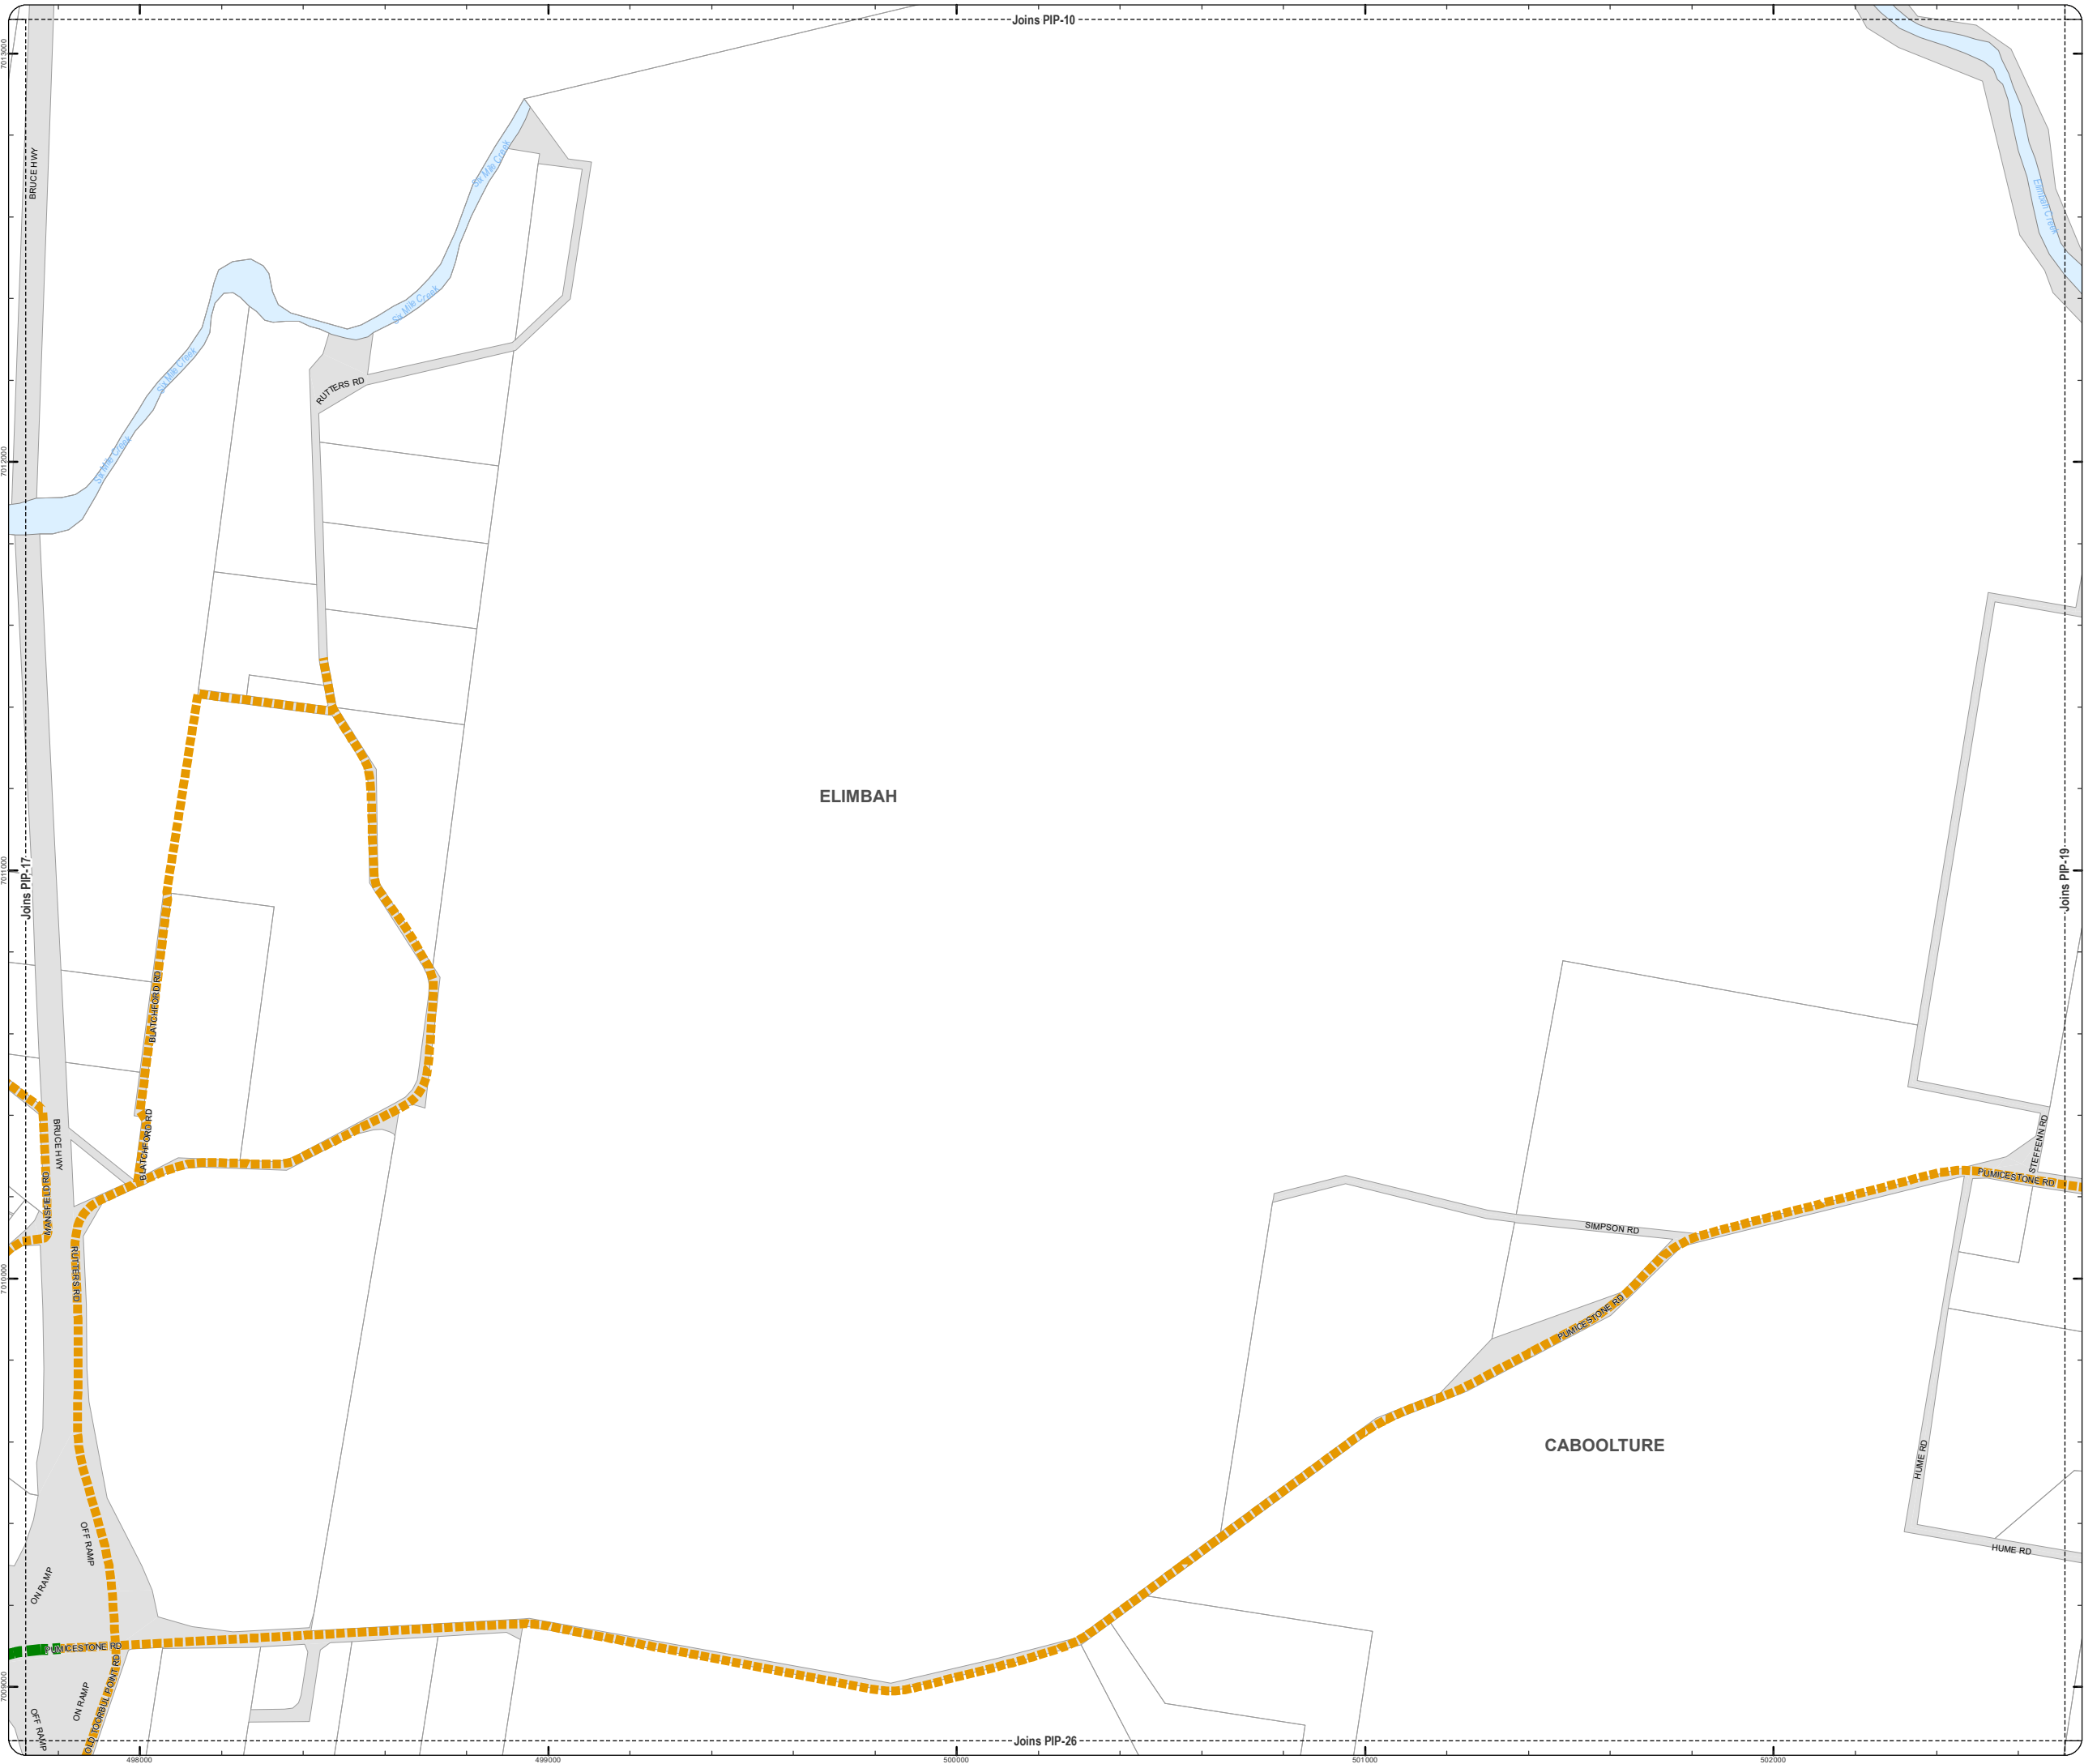 Joins PIP-10
7013000
BRUCE HWY
Six Mile Creek
Elimbah Creek
Six Mile Creek
Six Mile Creek
RUTTERS RD
Six Mile Creek
7012000
ELIMBAH
7011000
Joins PIP-17
Joins PIP-19
BLATCHFORD RD
BLATCHFORD RD
BRUCE HWY
STEFFENN RD
PUMICESTONE RD
MANSFIELD RD
SIMPSON RD
RUTTERS RD
7010000
PUMICESTONE RD
CABOOLTURE
HUME RD
OFF RAMP
HUME RD
ON RAMP
PUMICESTONE RD
7009000
ON RAMP
OLD TOORBUL POINT RD
OFF RAMP
Joins PIP-26
498000
499000
500000
501000
502000